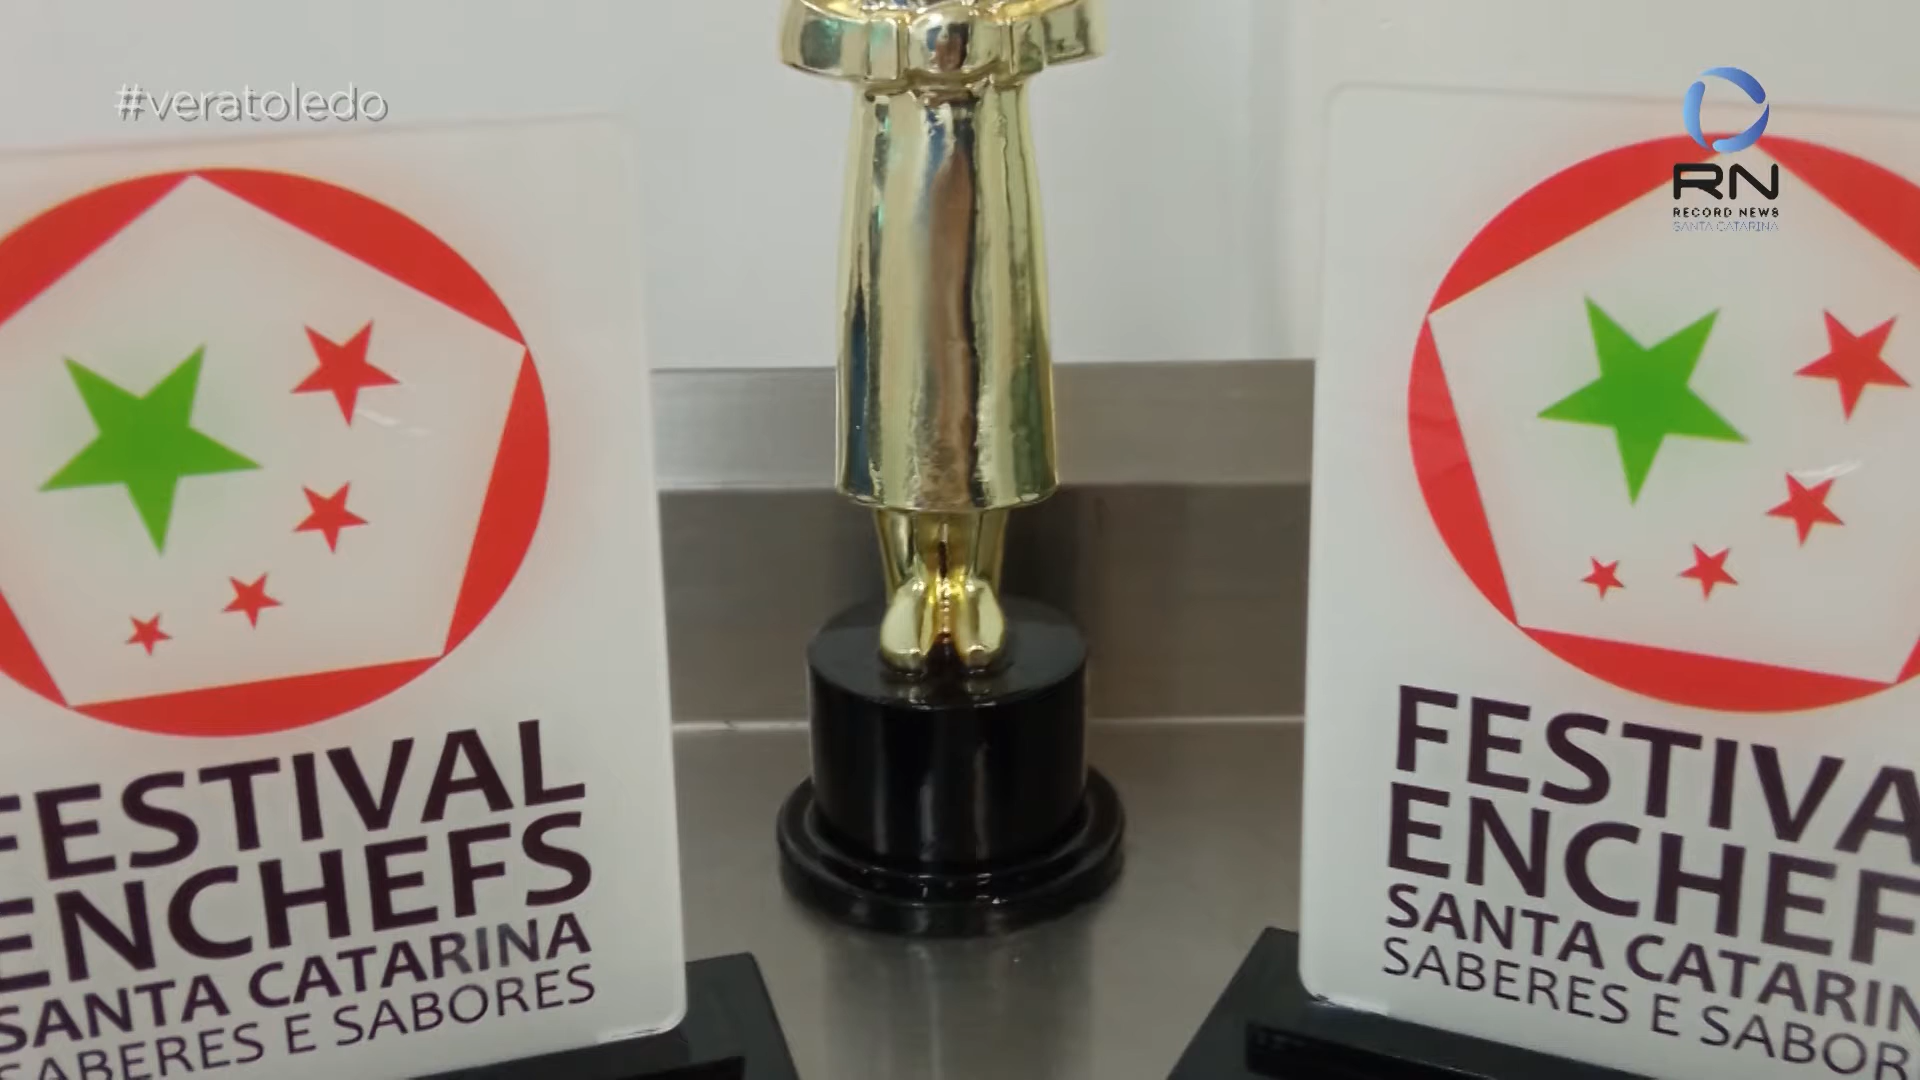 #veratoledo
RN
RECORD NEWS
SANTA CATARINA
FESTIVAL
ENCHEFS
SANTA CATARINA
SABERES E SABORES
FESTIVA
ENCHEF
SANTA CATARIN
SABERES E SABOR